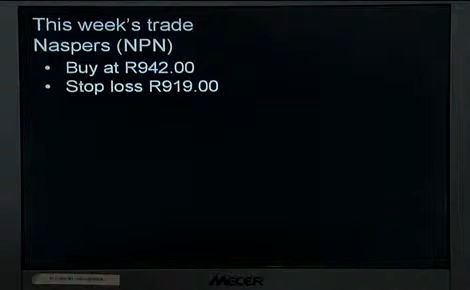 This week's trade
Naspers (NPN)
• Buy at R942.00
• Stop loss R919.00
MECER